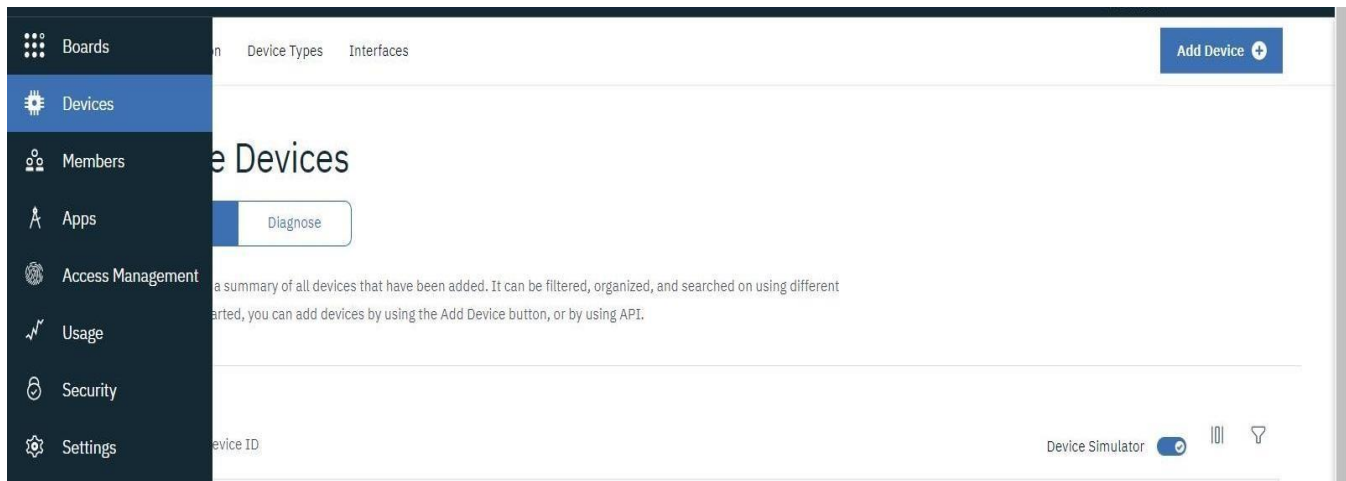 Boards
Devices
Members
Apps
Access Management
Usage
Security
Settings
n Device Types Interfaces
Add Device
e Devices
Diagnose
a summary of all devices that have been added. It can be filtered, organized, and searched on using different
arted, you can add devices by using the Add Device button, or by using API.
evice ID
Device Simulator